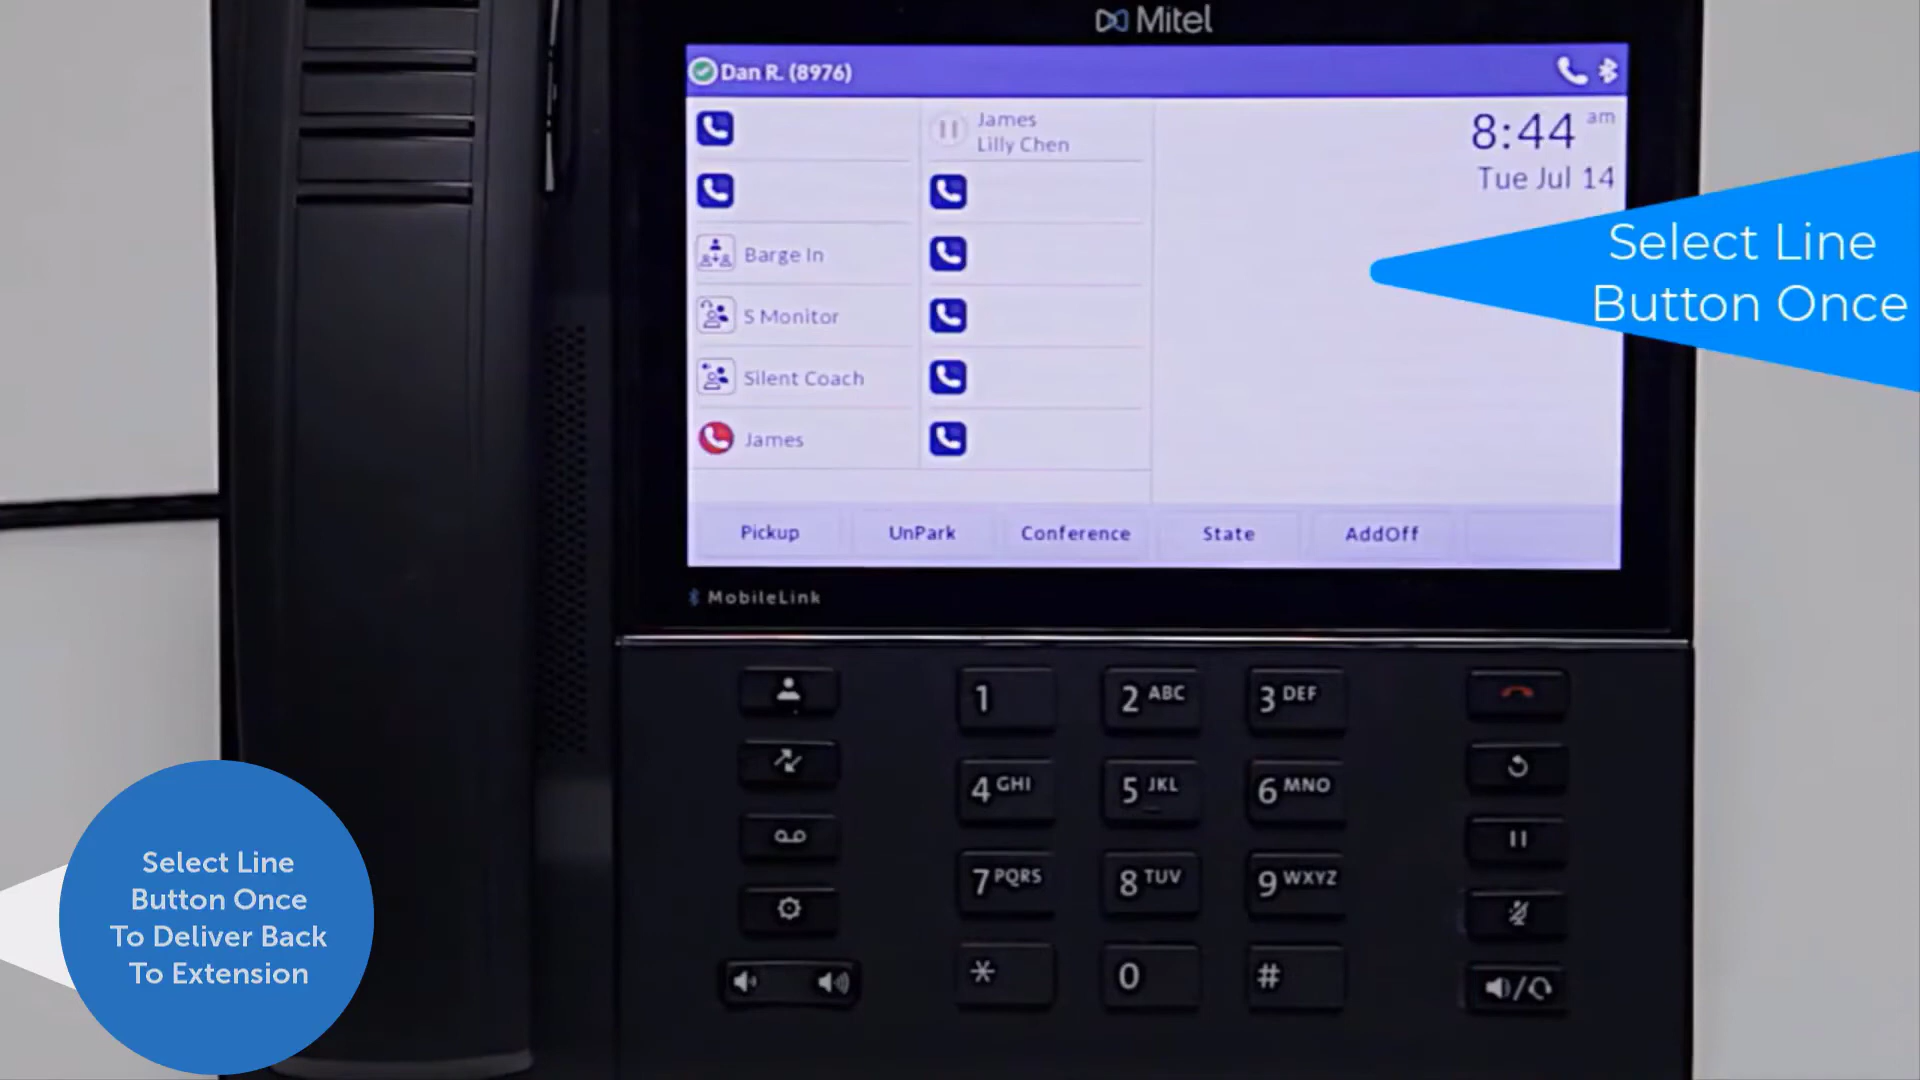 Mitel
Dan R. (8976)
James
Lilly Chen
8:44 am
Tue Jul 14
Barge In
S Monitor
Silent Coach
James
Pickup UnPark Conference State AddOff
MobileLink
Select Line
Button Once
1 2 ABC 3 DEF
4 GHI 5 JKL 6 MNO
7 PQRS 8 TUV 9 WXYZ
* 0 #
Select Line
Button Once
To Deliver Back
To Extension